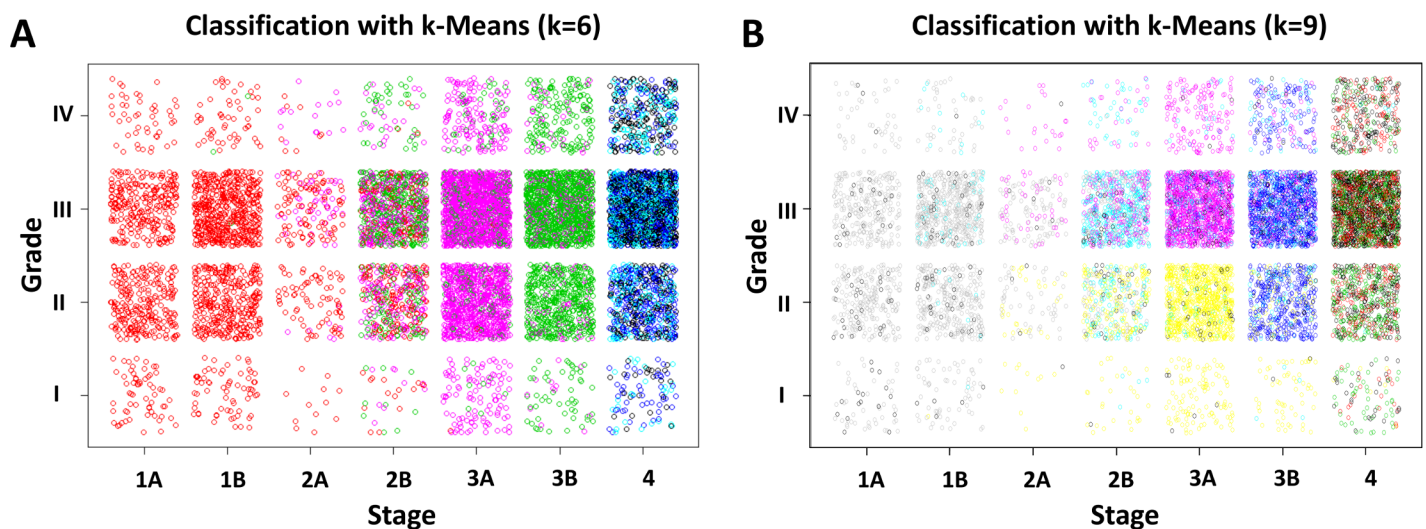 A
Classification with k-Means (k=6)
Grade
IV
III
II
I
1A 1B 2A 2B 3A 3B 4
Stage
B
Classification with k-Means (k=9)
Grade
IV
III
II
I
1A 1B 2A 2B 3A 3B 4
Stage